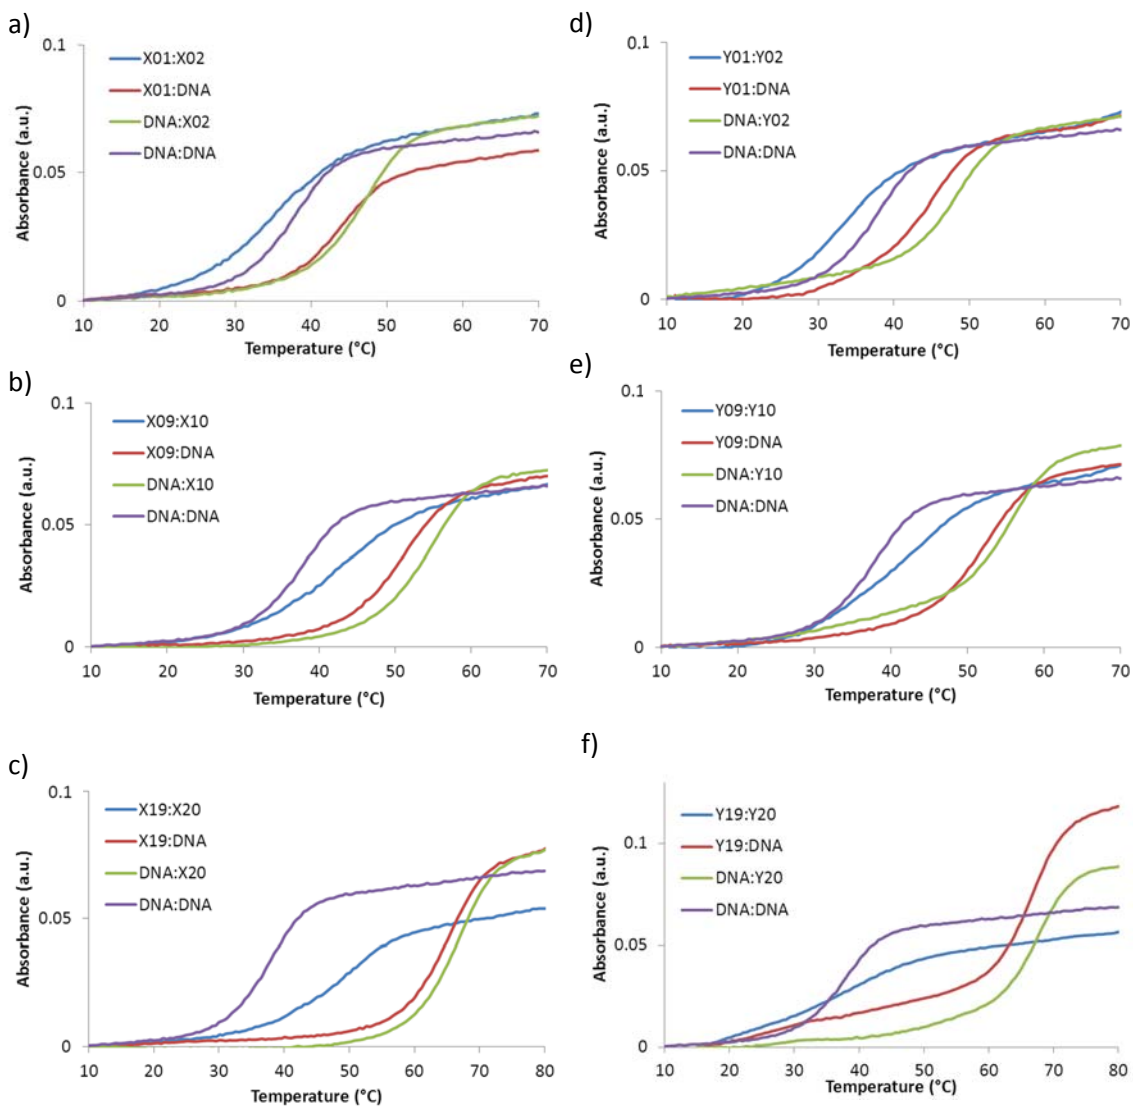 a)
0.1
X01:X02
X01:DNA
DNA:X02
DNA:DNA
0.05
0
Absorbance (a.u.)
10 20 30 40 50 60 70
Temperature (°C)
b)
0.1
X09:X10
X09:DNA
DNA:X10
DNA:DNA
0.05
0
Absorbance (a.u.)
10 20 30 40 50 60 70
Temperature (°C)
c)
0.1
X19:X20
X19:DNA
DNA:X20
DNA:DNA
0.05
0
Absorbance (a.u.)
10 20 30 40 50 60 70 80
Temperature (°C)
d)
0.1
Y01:Y02
Y01:DNA
DNA:Y02
DNA:DNA
0.05
0
Absorbance (a.u.)
10 20 30 40 50 60 70
Temperature (°C)
e)
0.1
Y09:Y10
Y09:DNA
DNA:Y10
DNA:DNA
0.05
0
Absorbance (a.u.)
10 20 30 40 50 60 70
Temperature (°C)
f)
0.1
Y19:Y20
Y19:DNA
DNA:Y20
DNA:DNA
0.05
0
Absorbance (a.u.)
10 20 30 40 50 60 70 80
Temperature (°C)